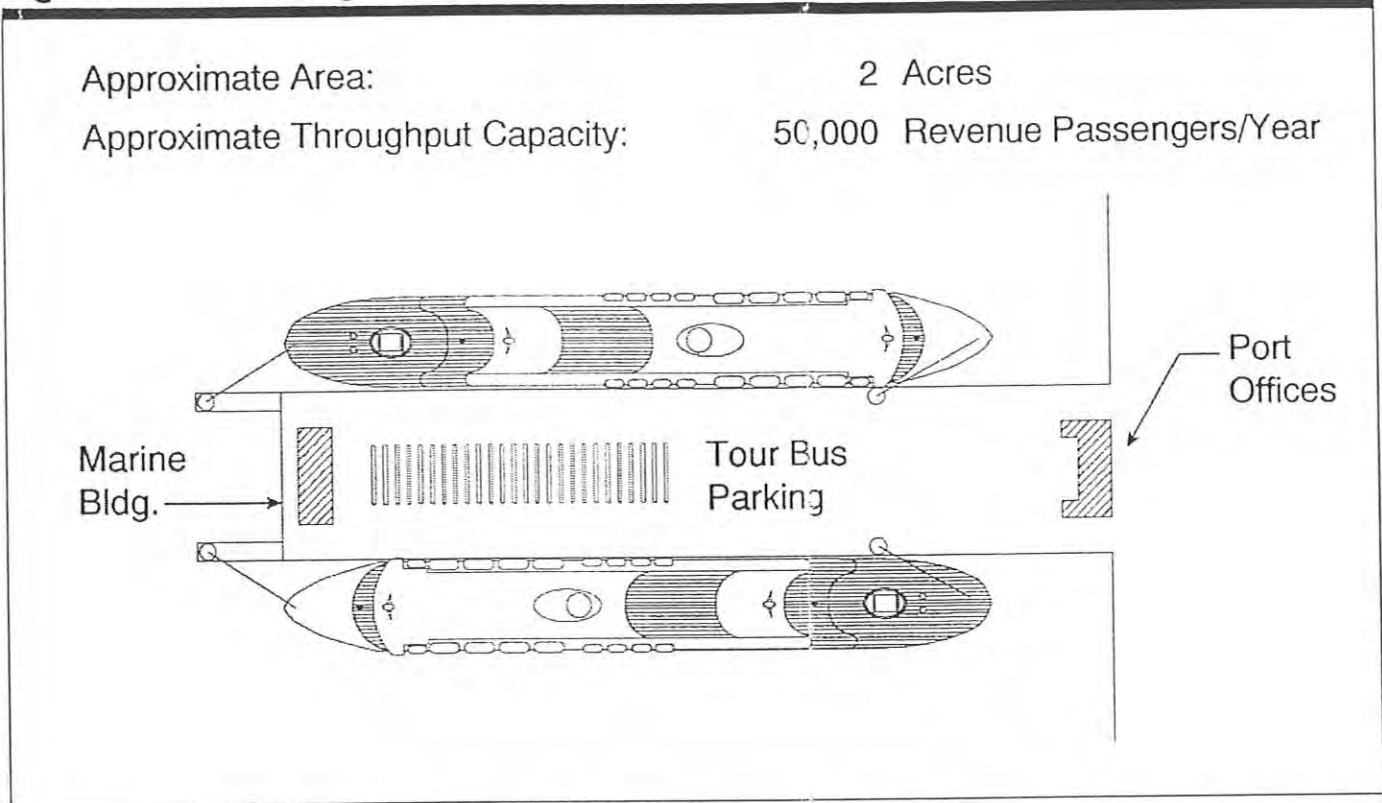 Approximate Area: 2 Acres
Approximate Throughput Capacity: 50,000 Revenue Passengers/Year
Port
Offices
Marine
Bldg.
Tour Bus
Parking